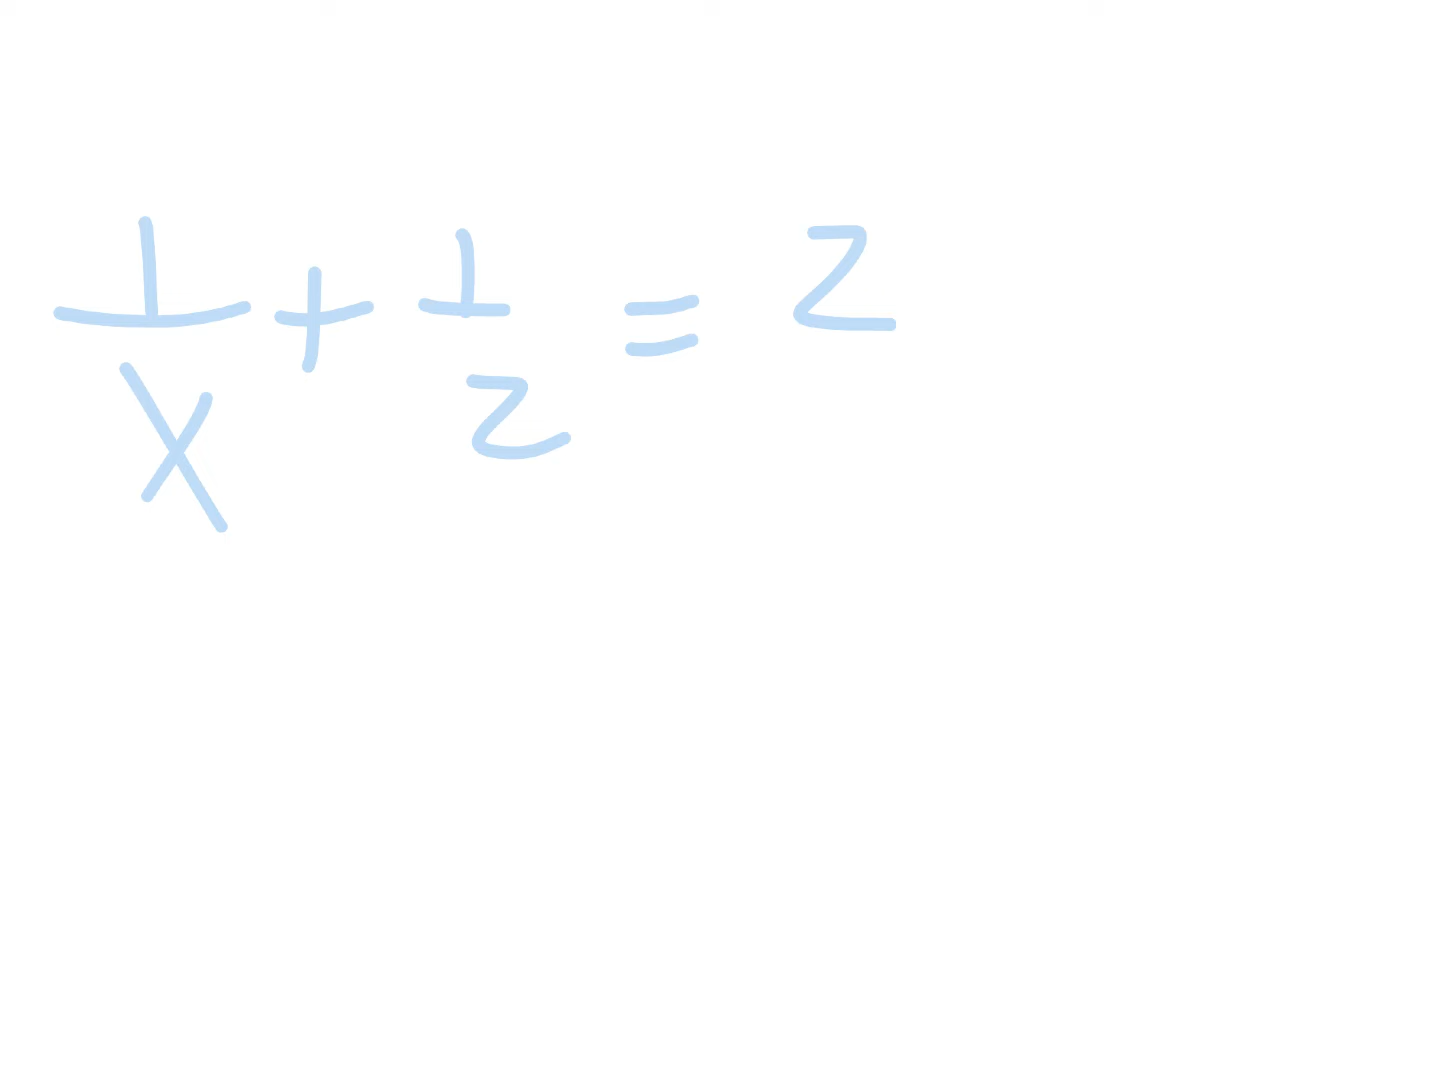 1/x + 1/2 = 2